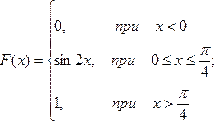 F(x) = { 0, при x < 0
sin 2x, при 0 ≤ x ≤ π/4;
1, при x > π/4